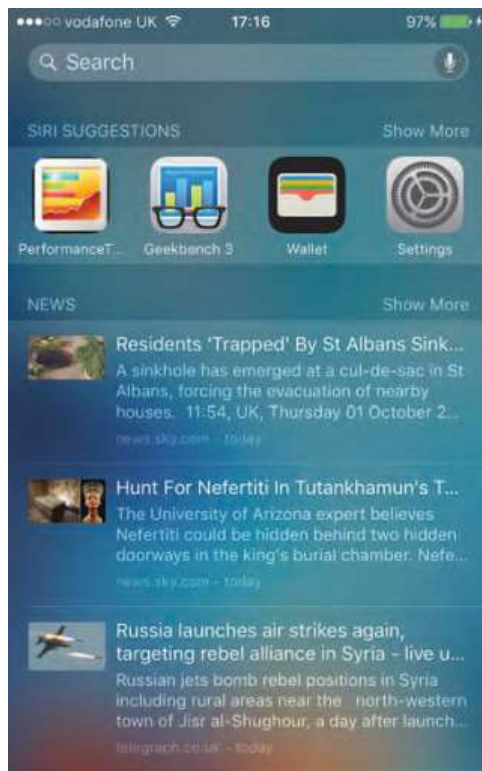 vodafone UK 17:16 97%
Search
SIRI SUGGESTIONS Show More
PerformanceT... Geekbench 3 Wallet Settings
NEWS Show More
Residents 'Trapped' By St Albans Sink...
A sinkhole has emerged at a cul-de-sac in St
Albans, forcing the evacuation of nearby
houses. 11:54, UK, Thursday 01 October 2...
news.sky.com - today
Hunt For Nefertiti In Tutankhamun's T...
The University of Arizona expert believes
Nefertiti could be hidden behind two hidden
doorways in the king's burial chamber. Nefe...
news.sky.com - today
Russia launches air strikes again,
targeting rebel alliance in Syria – live u...
Russian jets bomb rebel positions in Syria
including rural areas near the north-western
town of Jisr al-Shughour, a day after launch...
telegraph.co.uk - today